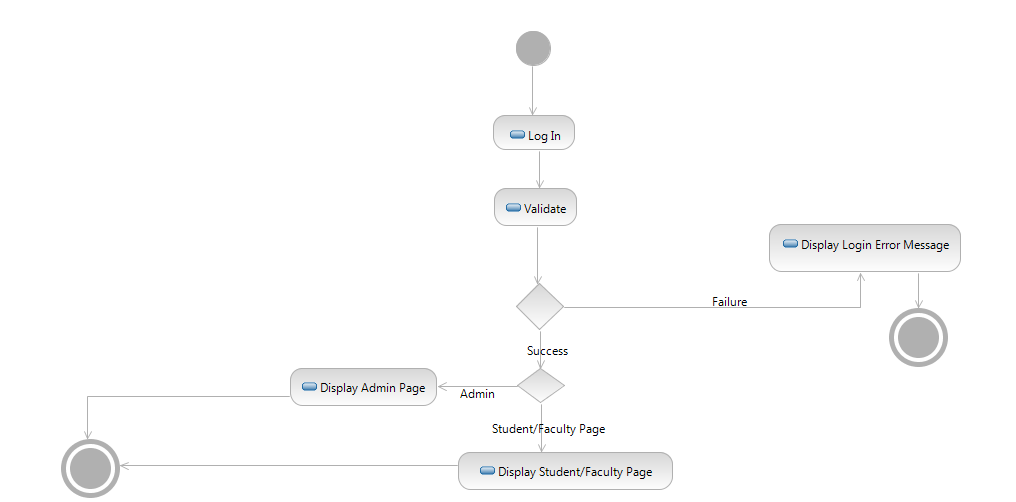 Log In
Validate
Display Login Error Message
Failure
Success
Display Admin Page
Admin
Student/Faculty Page
Display Student/Faculty Page